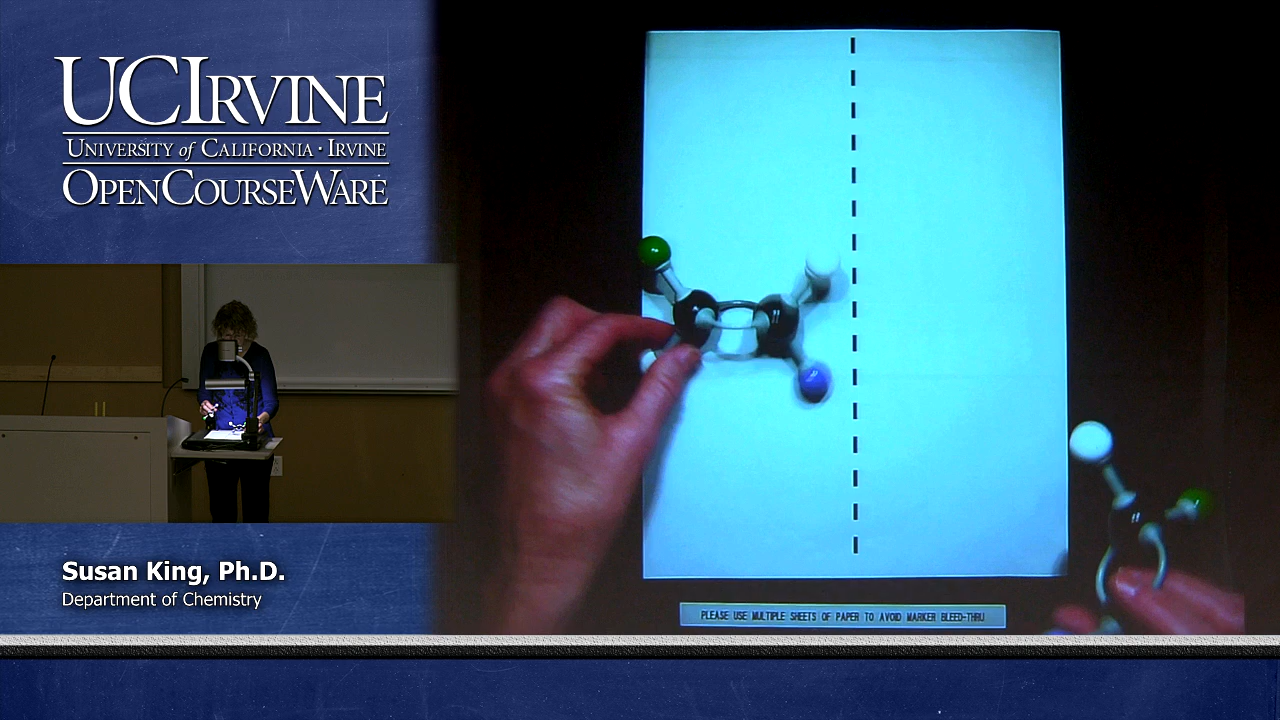 UCIRVINE
UNIVERSITY of CALIFORNIA · IRVINE
OPENCOURSEWARE
Susan King, Ph.D.
Department of Chemistry
PLEASE USE MULTIPLE SHEETS OF PAPER TO AVOID MARKER BLEED-THRU